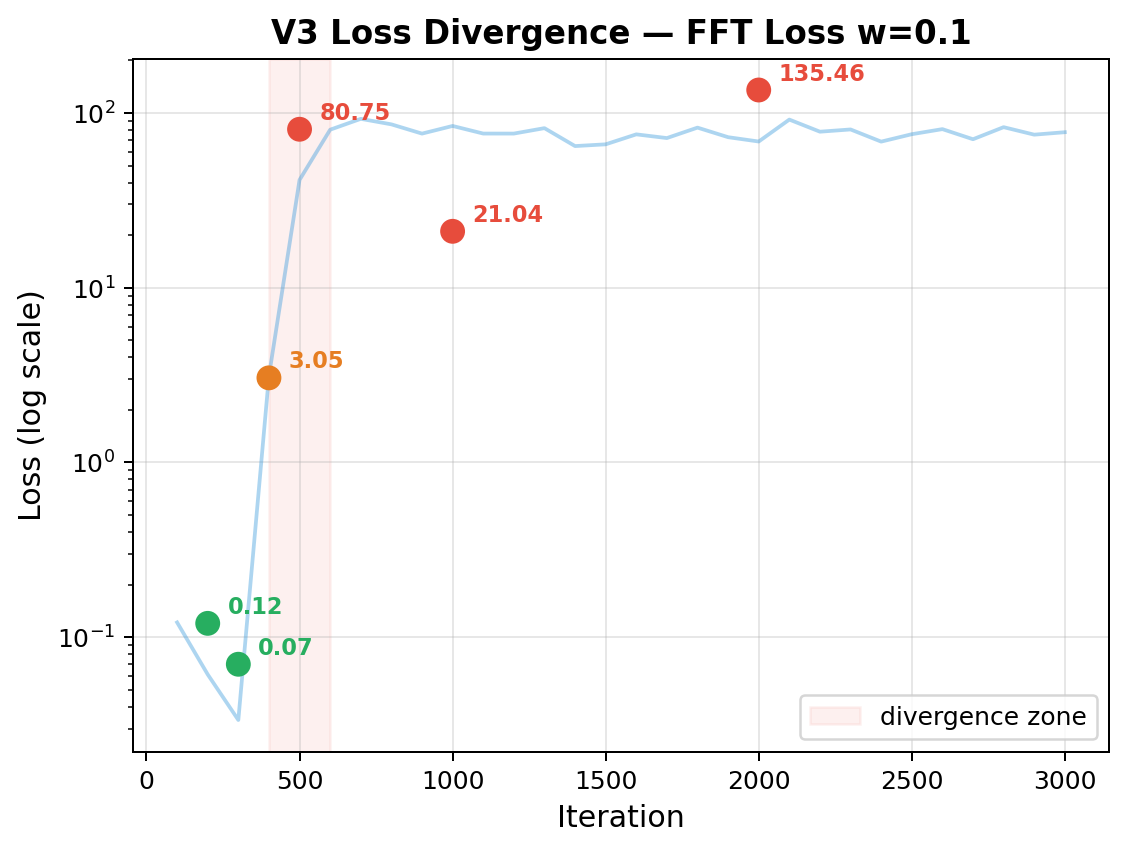 V3 Loss Divergence — FFT Loss w=0.1
Loss (log scale)
10²
10¹
10⁰
10⁻¹
135.46
80.75
21.04
3.05
0.12
0.07
divergence zone
0 500 1000 1500 2000 2500 3000
Iteration